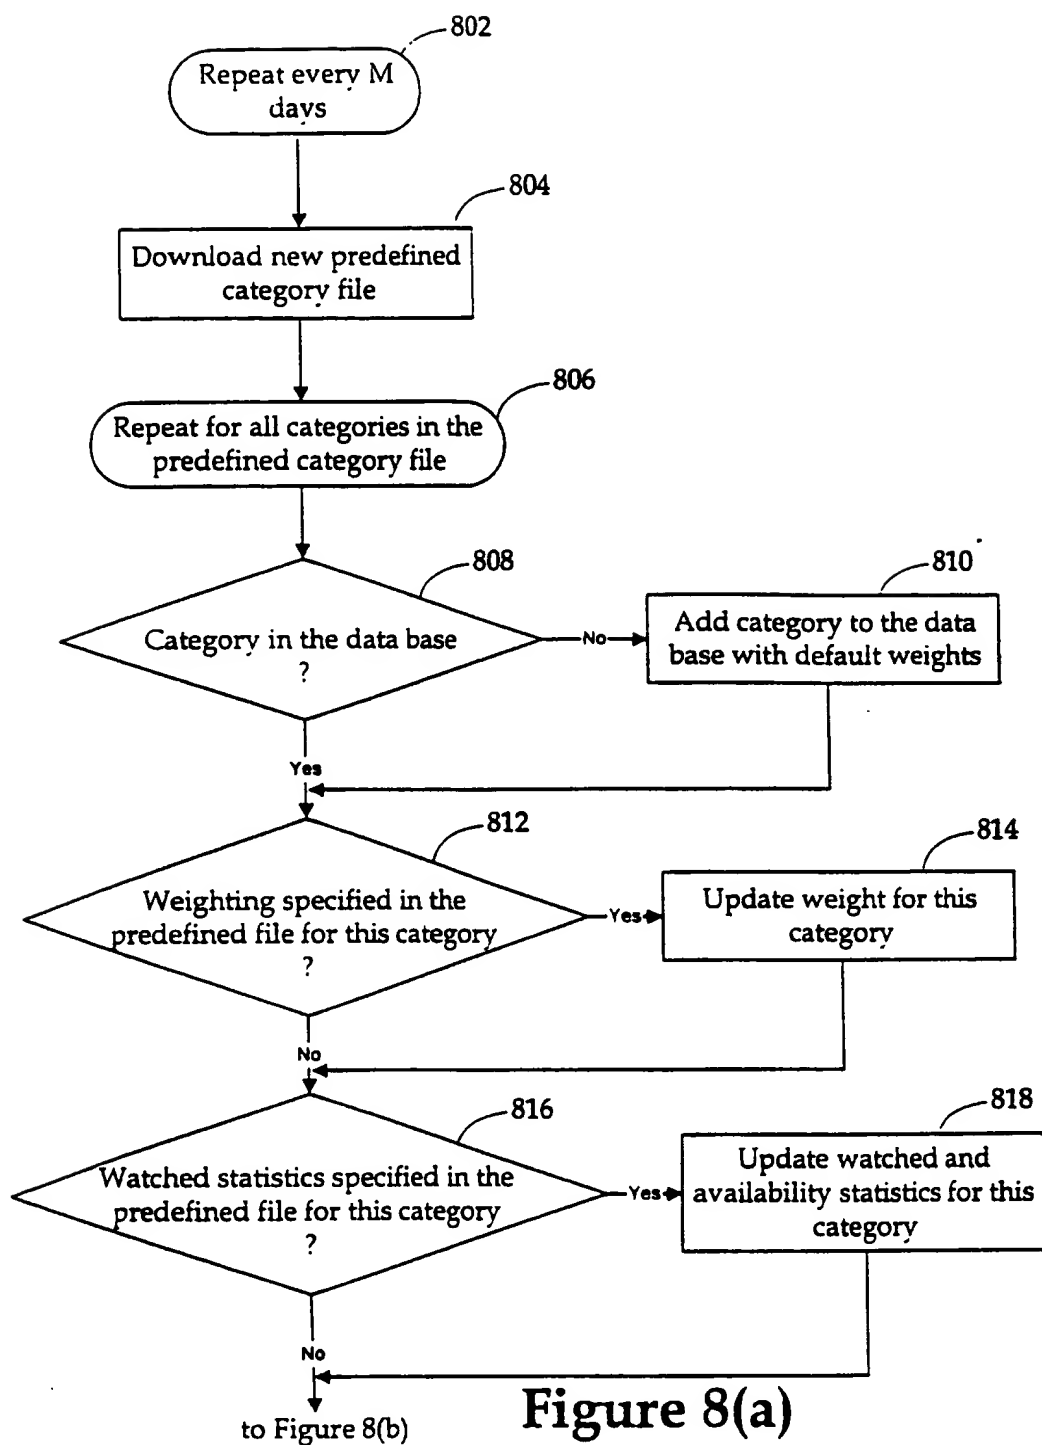 802
Repeat every M
days
804
Download new predefined
category file
806
Repeat for all categories in the
predefined category file
808
Category in the data base
?
No
810
Add category to the data
base with default weights
Yes
812
Weighting specified in the
predefined file for this category
?
Yes
814
Update weight for this
category
No
816
Watched statistics specified in the
predefined file for this category
?
Yes
818
Update watched and
availability statistics for this
category
No
to Figure 8(b)
Figure 8(a)